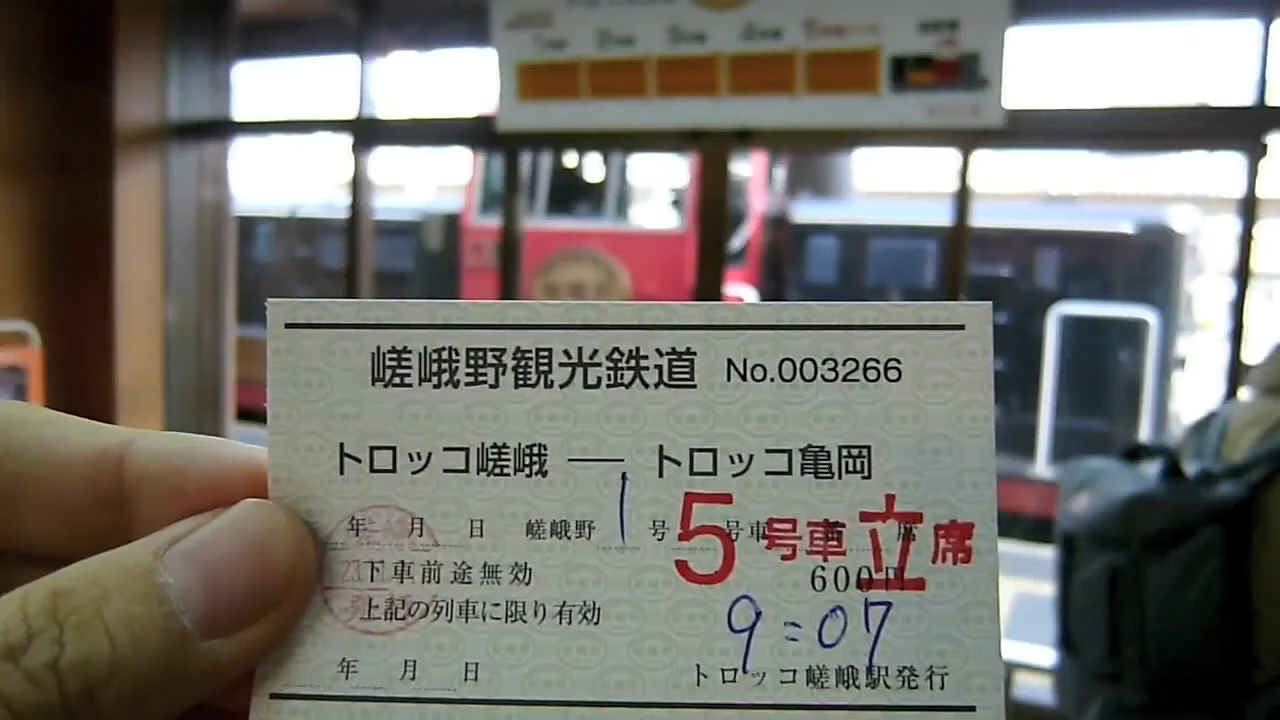 嵯峨野観光鉄道 No.003266
トロッコ嵯峨 ― トロッコ亀岡
年 月 日 嵯峨野 1 号 5 号車 立席
下車前途無効 600円
上記の列車に限り有効 9:07
年 月 日 トロッコ嵯峨駅発行